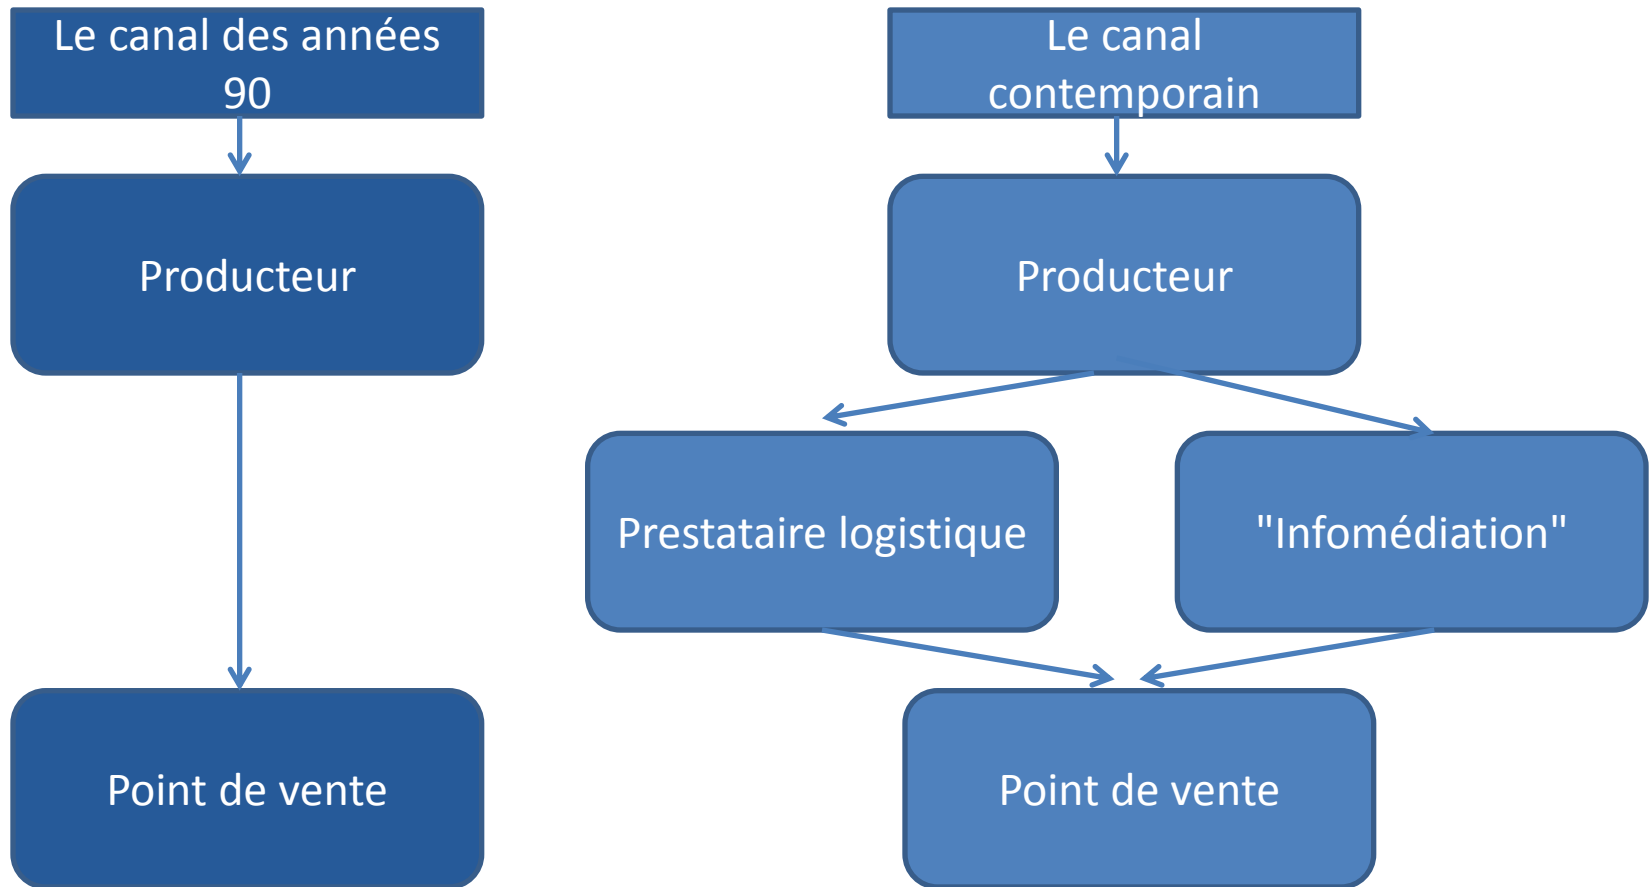 Le canal des années
90
Producteur
Point de vente
Le canal
contemporain
Producteur
Prestataire logistique
"Infomédiation"
Point de vente